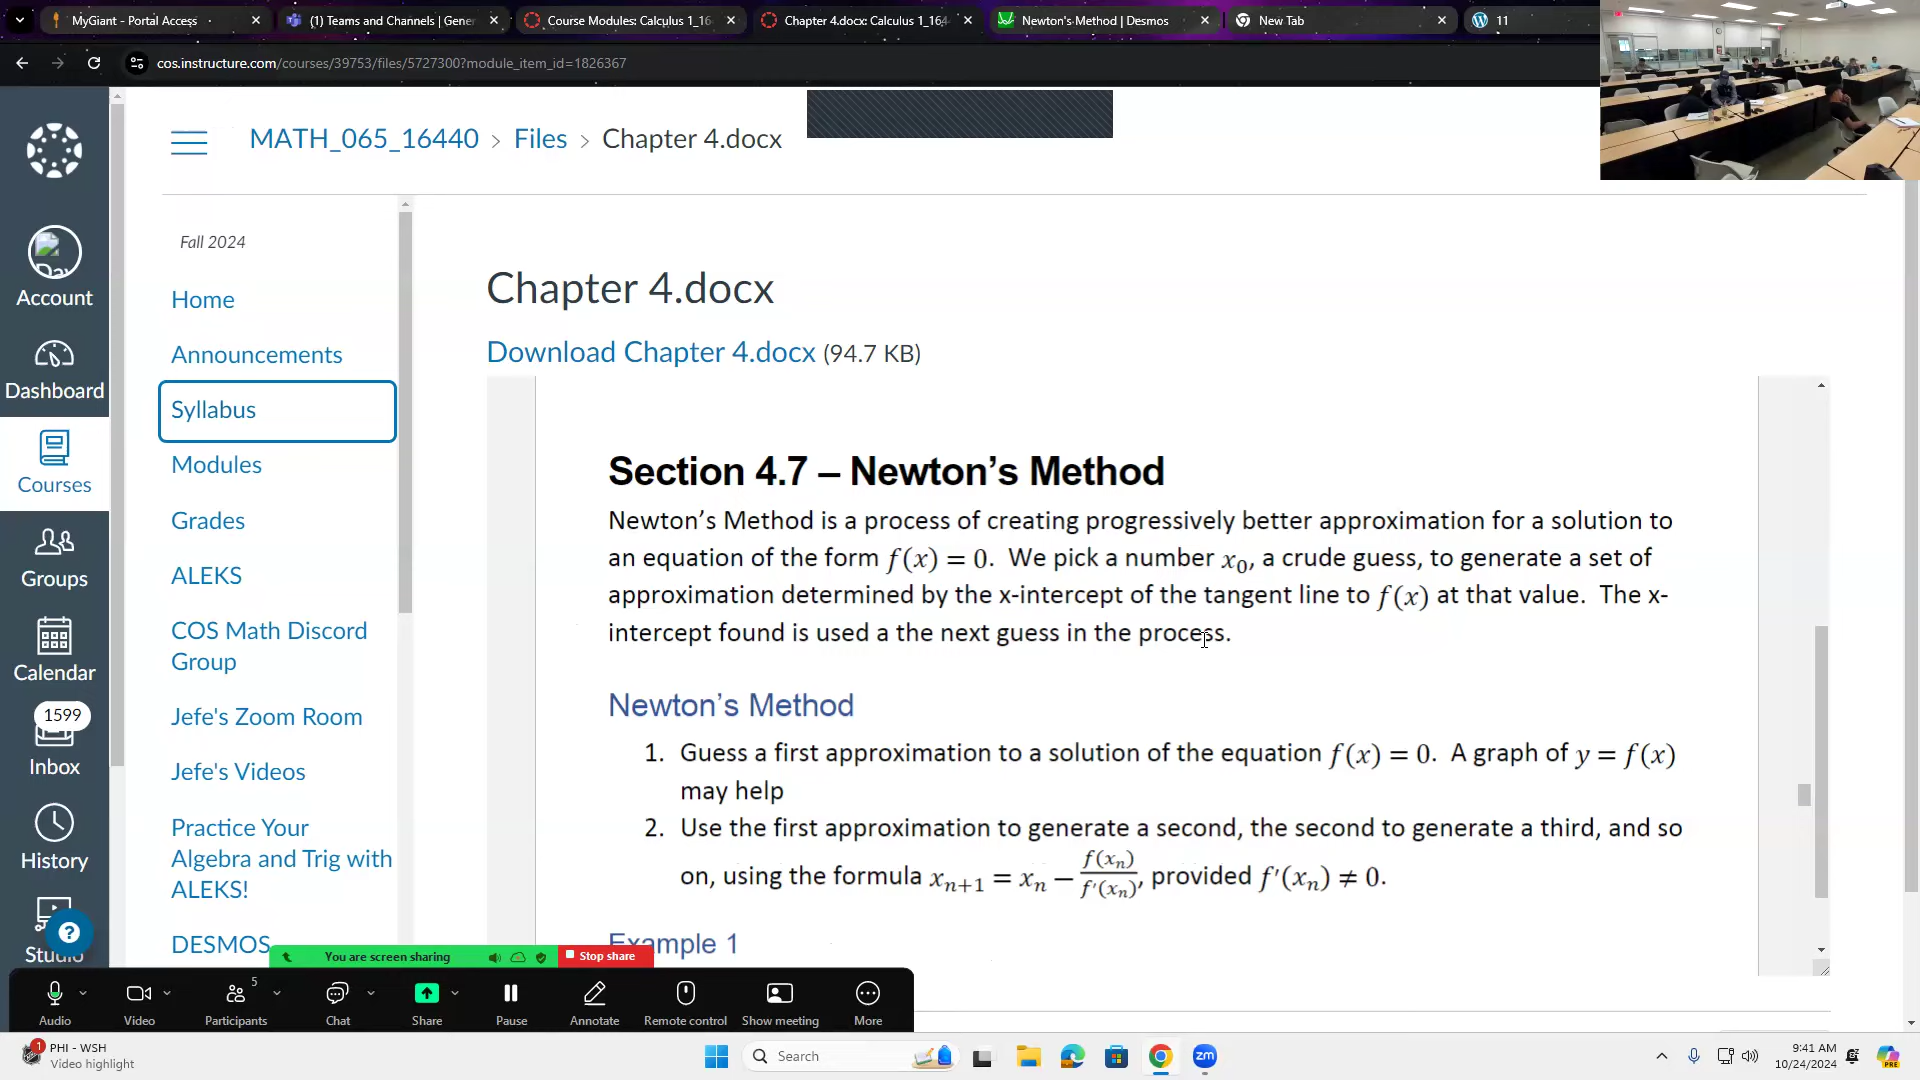 MyGiant - Portal Access
(1) Teams and Channels | Gener
Course Modules: Calculus 1_16
Chapter 4.docx: Calculus 1_164
Newton's Method | Desmos
New Tab
11
cos.instructure.com/courses/39753/files/5727300?module_item_id=1826367
MATH_065_16440 > Files > Chapter 4.docx
Account
Dashboard
Courses
Groups
Calendar
1599
Inbox
History
Studio
?
Fall 2024
Home
Announcements
Syllabus
Modules
Grades
ALEKS
COS Math Discord
Group
Jefe's Zoom Room
Jefe's Videos
Practice Your
Algebra and Trig with
ALEKS!
DESMOS
Chapter 4.docx
Download Chapter 4.docx (94.7 KB)
Section 4.7 – Newton's Method
Newton's Method is a process of creating progressively better approximation for a solution to
an equation of the form f(x) = 0. We pick a number x₀, a crude guess, to generate a set of
approximation determined by the x-intercept of the tangent line to f(x) at that value. The x-
intercept found is used a the next guess in the process.
Newton's Method
1. Guess a first approximation to a solution of the equation f(x) = 0. A graph of y = f(x)
may help
2. Use the first approximation to generate a second, the second to generate a third, and so
on, using the formula xₙ₊₁ = xₙ − f(xₙ)/f′(xₙ), provided f′(xₙ) ≠ 0.
Example 1
You are screen sharing
Stop share
Audio
Video
5
Participants
Chat
Share
Pause
Annotate
Remote control
Show meeting
More
1
PHI - WSH
Video highlight
Search
zm
PRE
9:41 AM
10/24/2024